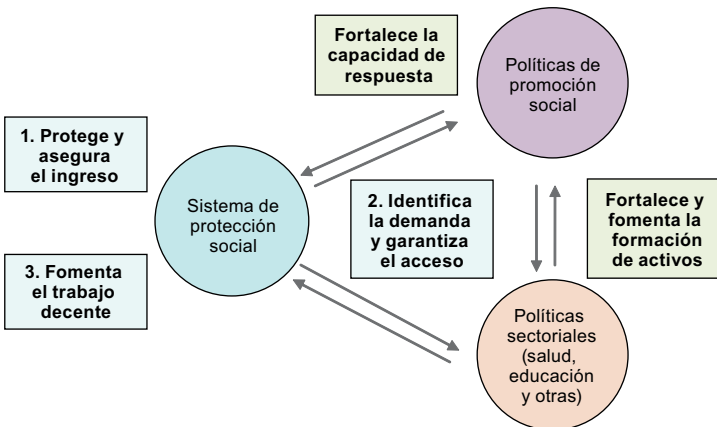 Fortalece la
capacidad de
respuesta
Políticas de
promoción
social
1. Protege y
asegura
el ingreso
Sistema de
protección
social
2. Identifica
la demanda
y garantiza
el acceso
Fortalece y
fomenta la
formación
de activos
3. Fomenta
el trabajo
decente
Políticas
sectoriales
(salud,
educación
y otras)